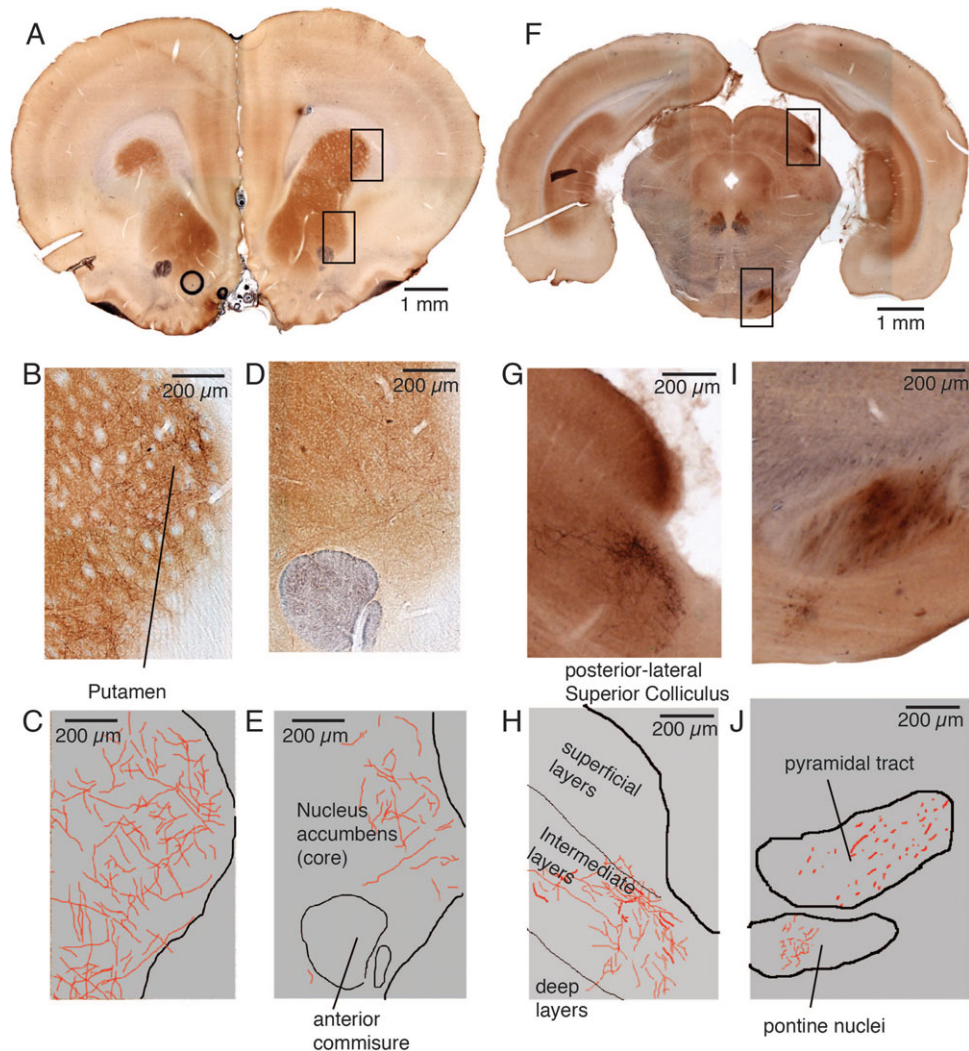 A
F
1 mm
1 mm
B
200 µm
D
200 µm
G
200 µm
I
200 µm
Putamen
posterior-lateral
Superior Colliculus
C
200 µm
E
200 µm
H
200 µm
J
200 µm
superficial
layers
Nucleus
accumbens
(core)
Intermediate
layers
pyramidal tract
deep
layers
anterior
commisure
pontine nuclei